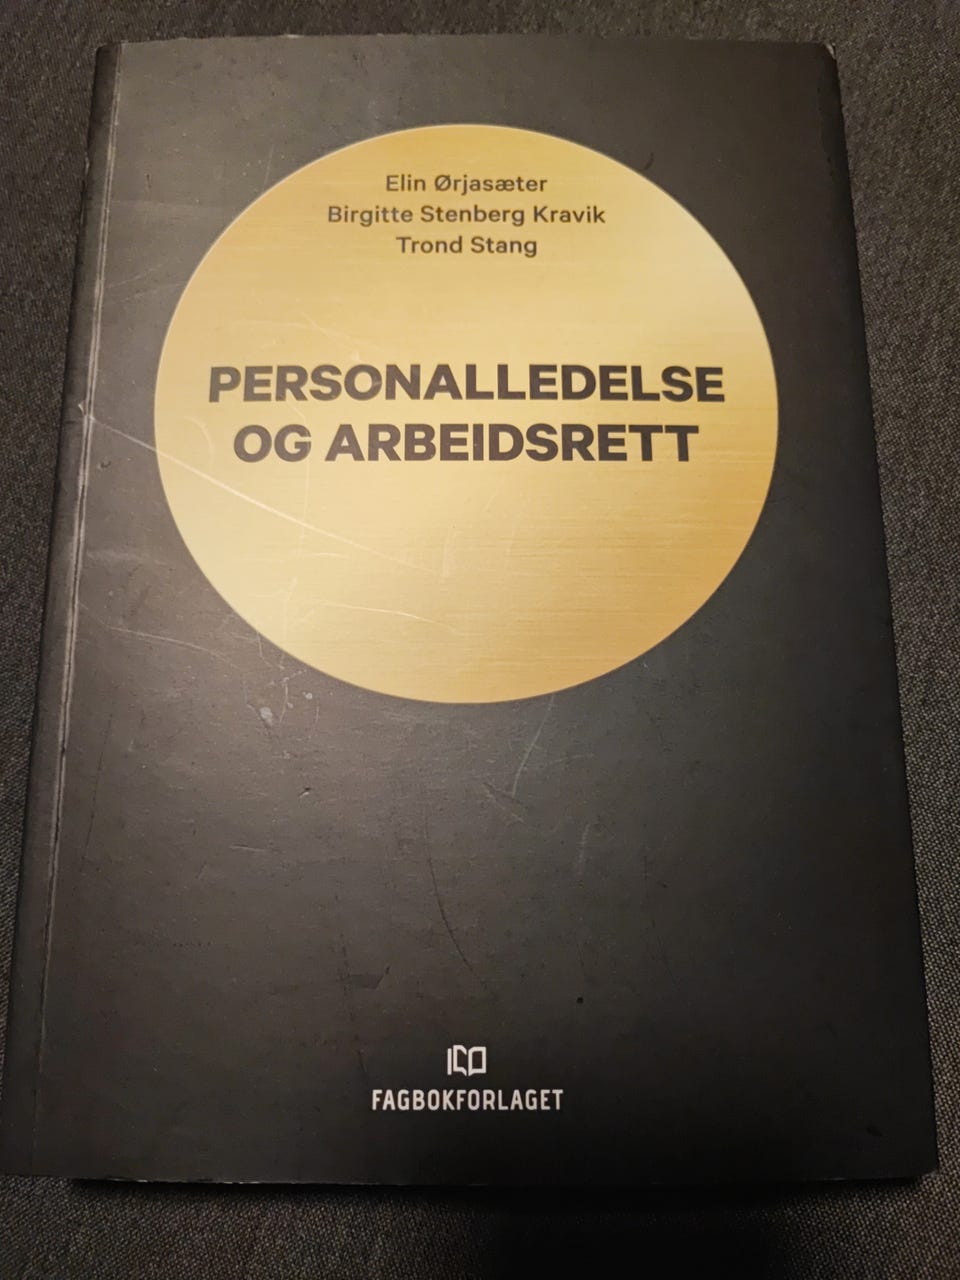 Elin Ørjasæter
Birgitte Stenberg Kravik
Trond Stang
PERSONALLEDELSE
OG ARBEIDSRETT
FAGBOKFORLAGET